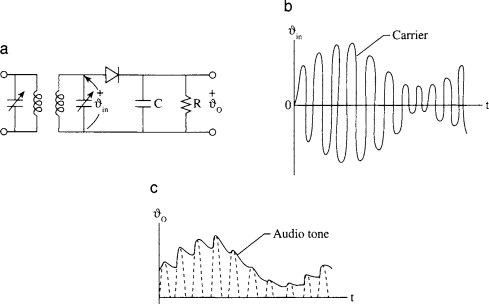 a
+
ϑin
C
R
+
ϑO
b
ϑin
Carrier
0
t
c
ϑO
Audio tone
t